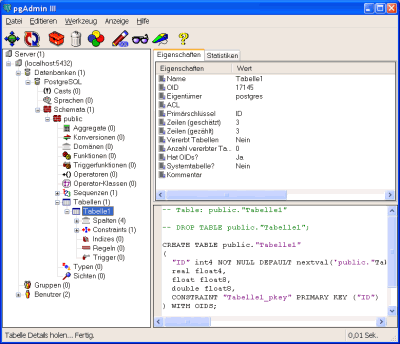 pgAdmin III
Datei Editieren Werkzeug Anzeige Hilfe
Server (1)
(localhost:5432)
Datenbanken (1)
PostgreSQL
Casts (0)
Sprachen (0)
Schemata (1)
public
Aggregate (0)
Konversionen (0)
Domänen (0)
Funktionen (0)
Triggerfunktionen (0)
Operatoren (0)
Operator-Klassen (0)
Sequenzen (1)
Tabellen (1)
Tabelle1
Spalten (4)
Constraints (1)
Indizes (0)
Regeln (0)
Trigger (0)
Typen (0)
Sichten (0)
Gruppen (0)
Benutzer (2)
Eigenschaften Statistiken
Eigenschaften Wert
Name Tabelle1
OID 17145
Eigentümer postgres
ACL
Primärschlüssel ID
Zeilen (geschätzt) 3
Zeilen (gezählt) 3
Vererbt Tabellen Nein
Anzahl vererbter Ta... 0
Hat OIDs? Ja
Systemtabelle? Nein
Kommentar
-- Table: public."Tabelle1"
-- DROP TABLE public."Tabelle1";
CREATE TABLE public."Tabelle1"
(
"ID" int4 NOT NULL DEFAULT nextval('public."Tab
real float4,
float float8,
double float8,
CONSTRAINT "Tabelle1_pkey" PRIMARY KEY ("ID")
) WITH OIDS;
Tabelle Details holen... Fertig. 0,01 Sek.